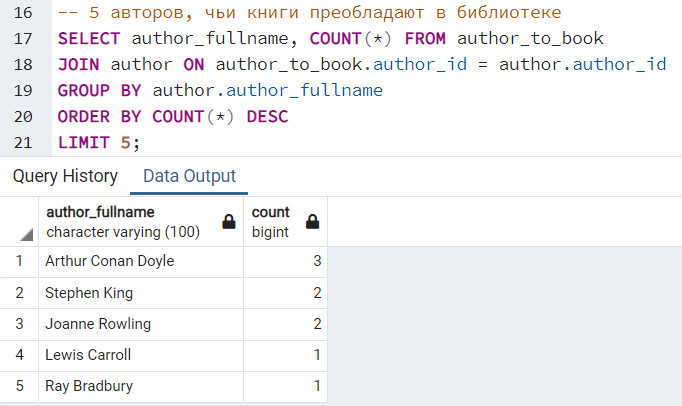 16 -- 5 авторов, чьи книги преобладают в библиотеке
17 SELECT author_fullname, COUNT(*) FROM author_to_book
18 JOIN author ON author_to_book.author_id = author.author_id
19 GROUP BY author.author_fullname
20 ORDER BY COUNT(*) DESC
21 LIMIT 5;
Query History Data Output
author_fullname count
character varying (100) bigint
1 Arthur Conan Doyle 3
2 Stephen King 2
3 Joanne Rowling 2
4 Lewis Carroll 1
5 Ray Bradbury 1